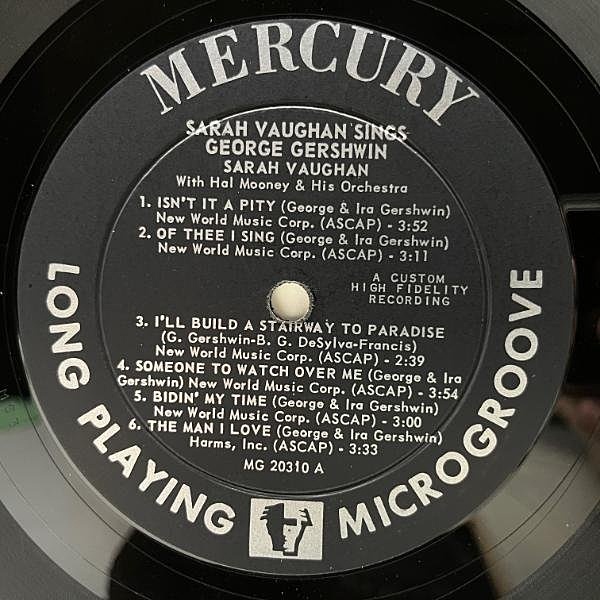 MERCURY
SARAH VAUGHAN SINGS
GEORGE GERSHWIN
SARAH VAUGHAN
With Hal Mooney & His Orchestra
1. ISN'T IT A PITY (George & Ira Gershwin)
New World Music Corp. (ASCAP) - 3:52
2. OF THEE I SING (George & Ira Gershwin)
New World Music Corp. (ASCAP) - 3:11
A CUSTOM
HIGH FIDELITY
RECORDING
3. I'LL BUILD A STAIRWAY TO PARADISE
(G. Gershwin-B. G. DeSylva-Francis)
New World Music Corp. (ASCAP) - 2:39
4. SOMEONE TO WATCH OVER ME (George & Ira
Gershwin) New World Music Corp. (ASCAP) - 3:54
5. BIDIN' MY TIME (George & Ira Gershwin)
New World Music Corp. (ASCAP) - 3:00
6. THE MAN I LOVE (George & Ira Gershwin)
Harms, Inc. (ASCAP) - 3:33
MG 20310 A
LONG PLAYING MICROGROOVE